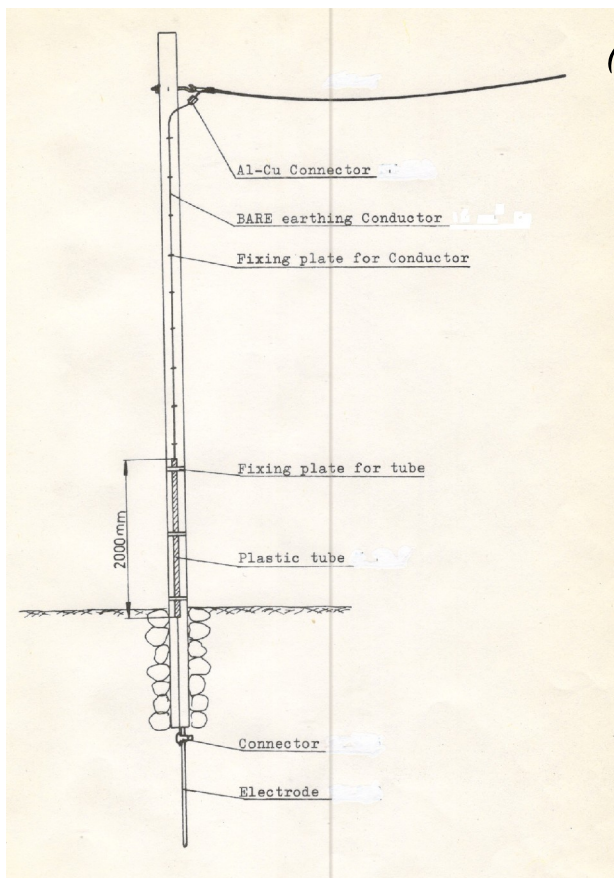 Al-Cu Connector
BARE earthing Conductor
Fixing plate for Conductor
Fixing plate for tube
2000mm
Plastic tube
Connector
Electrode